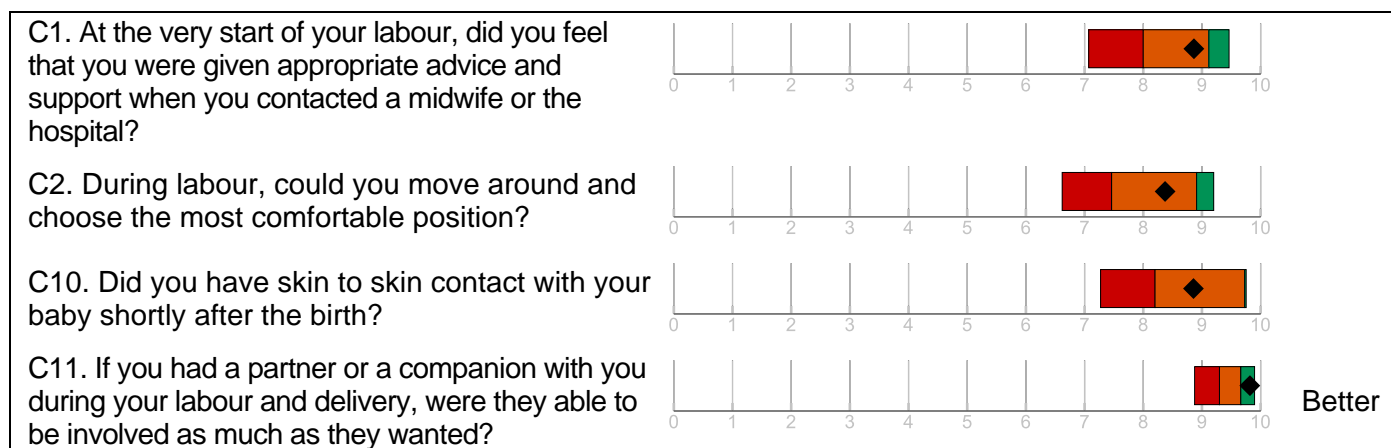 C1. At the very start of your labour, did you feel
that you were given appropriate advice and
support when you contacted a midwife or the
hospital?
0 1 2 3 4 5 6 7 8 9 10
C2. During labour, could you move around and
choose the most comfortable position?
0 1 2 3 4 5 6 7 8 9 10
C10. Did you have skin to skin contact with your
baby shortly after the birth?
0 1 2 3 4 5 6 7 8 9 10
C11. If you had a partner or a companion with you
during your labour and delivery, were they able to
be involved as much as they wanted?
0 1 2 3 4 5 6 7 8 9 10
Better